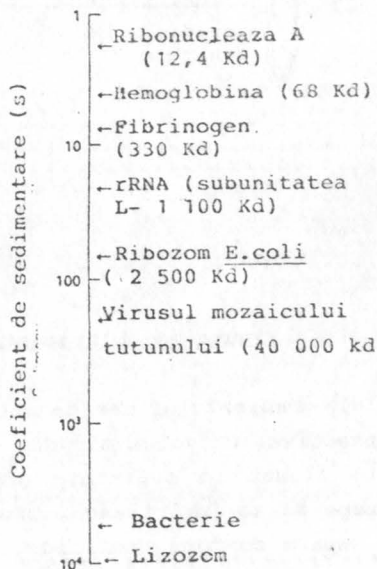 1
Ribonucleaza A
(12,4 Kd)
Hemoglobina (68 Kd)
Fibrinogen
(330 Kd)
10
rRNA (subunitatea
L- 1 100 Kd)
Ribozom E.coli
( 2 500 Kd)
100
Virusul mozaicului
tutunului (40 000 kd
10³
Bacterie
Lizozom
10⁴
Coeficient de sedimentare (s)